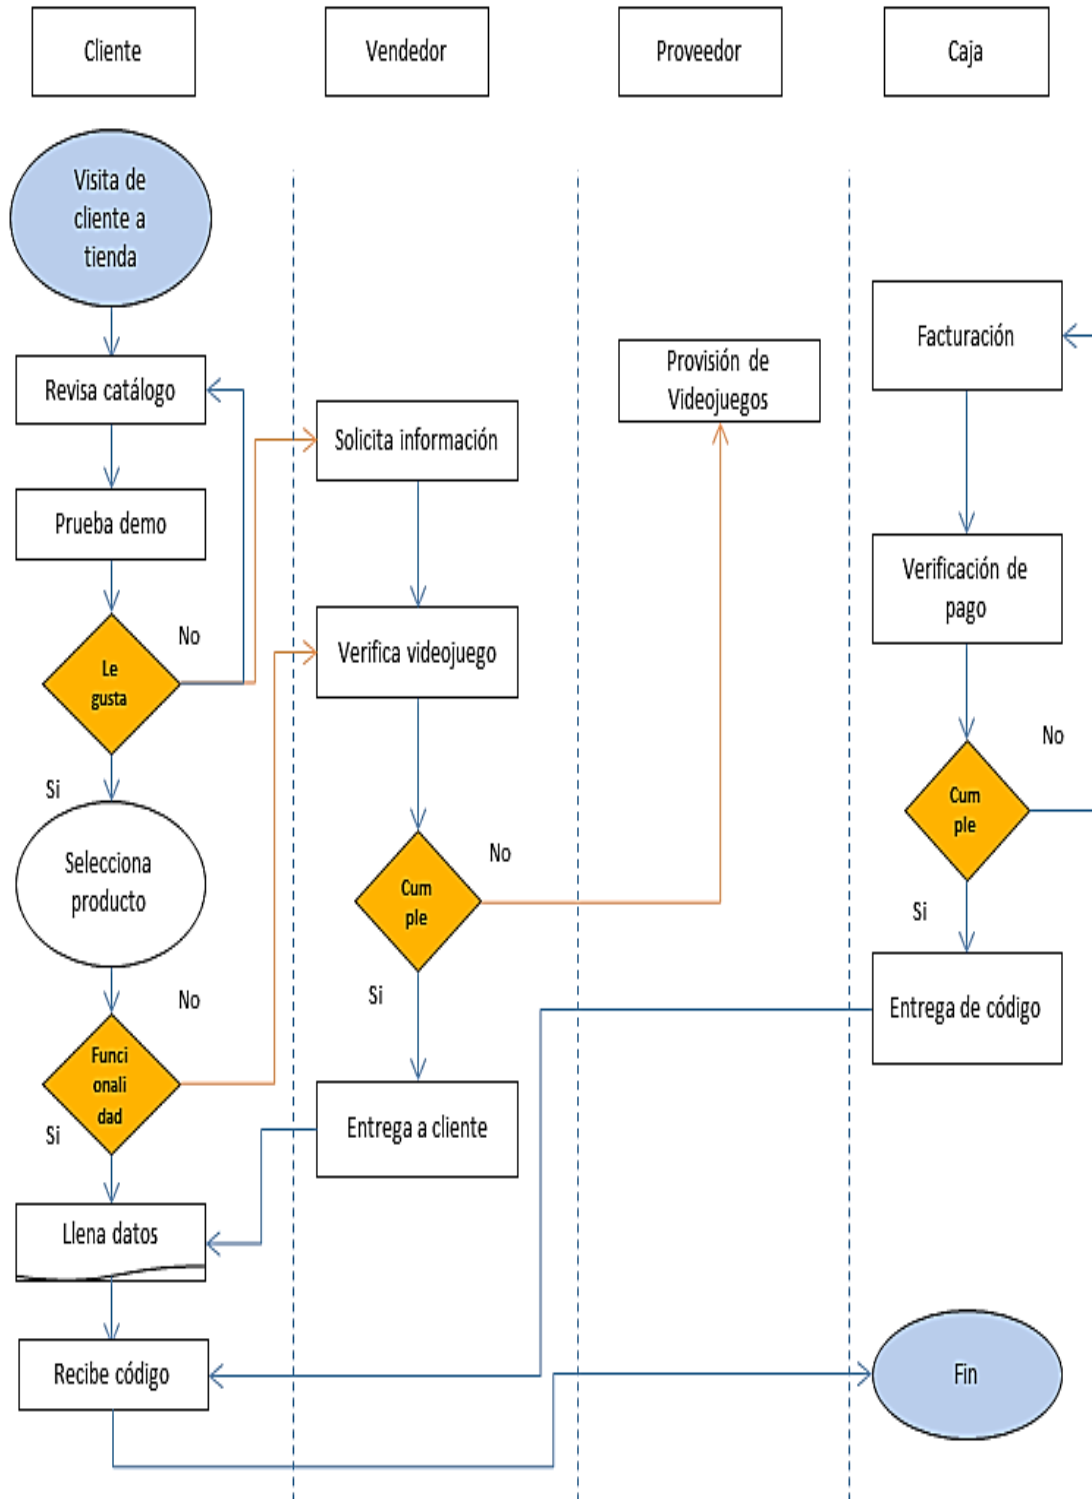 Cliente
Vendedor
Proveedor
Caja
Visita de
cliente a
tienda
Revisa catálogo
Prueba demo
No
Le
gusta
Si
Selecciona
producto
No
Funci
onali
dad
Si
Llena datos
Recibe código
Solicita información
Verifica videojuego
No
Cum
ple
Si
Entrega a cliente
Provisión de
Videojuegos
Facturación
Verificación de
pago
No
Cum
ple
Si
Entrega de código
Fin